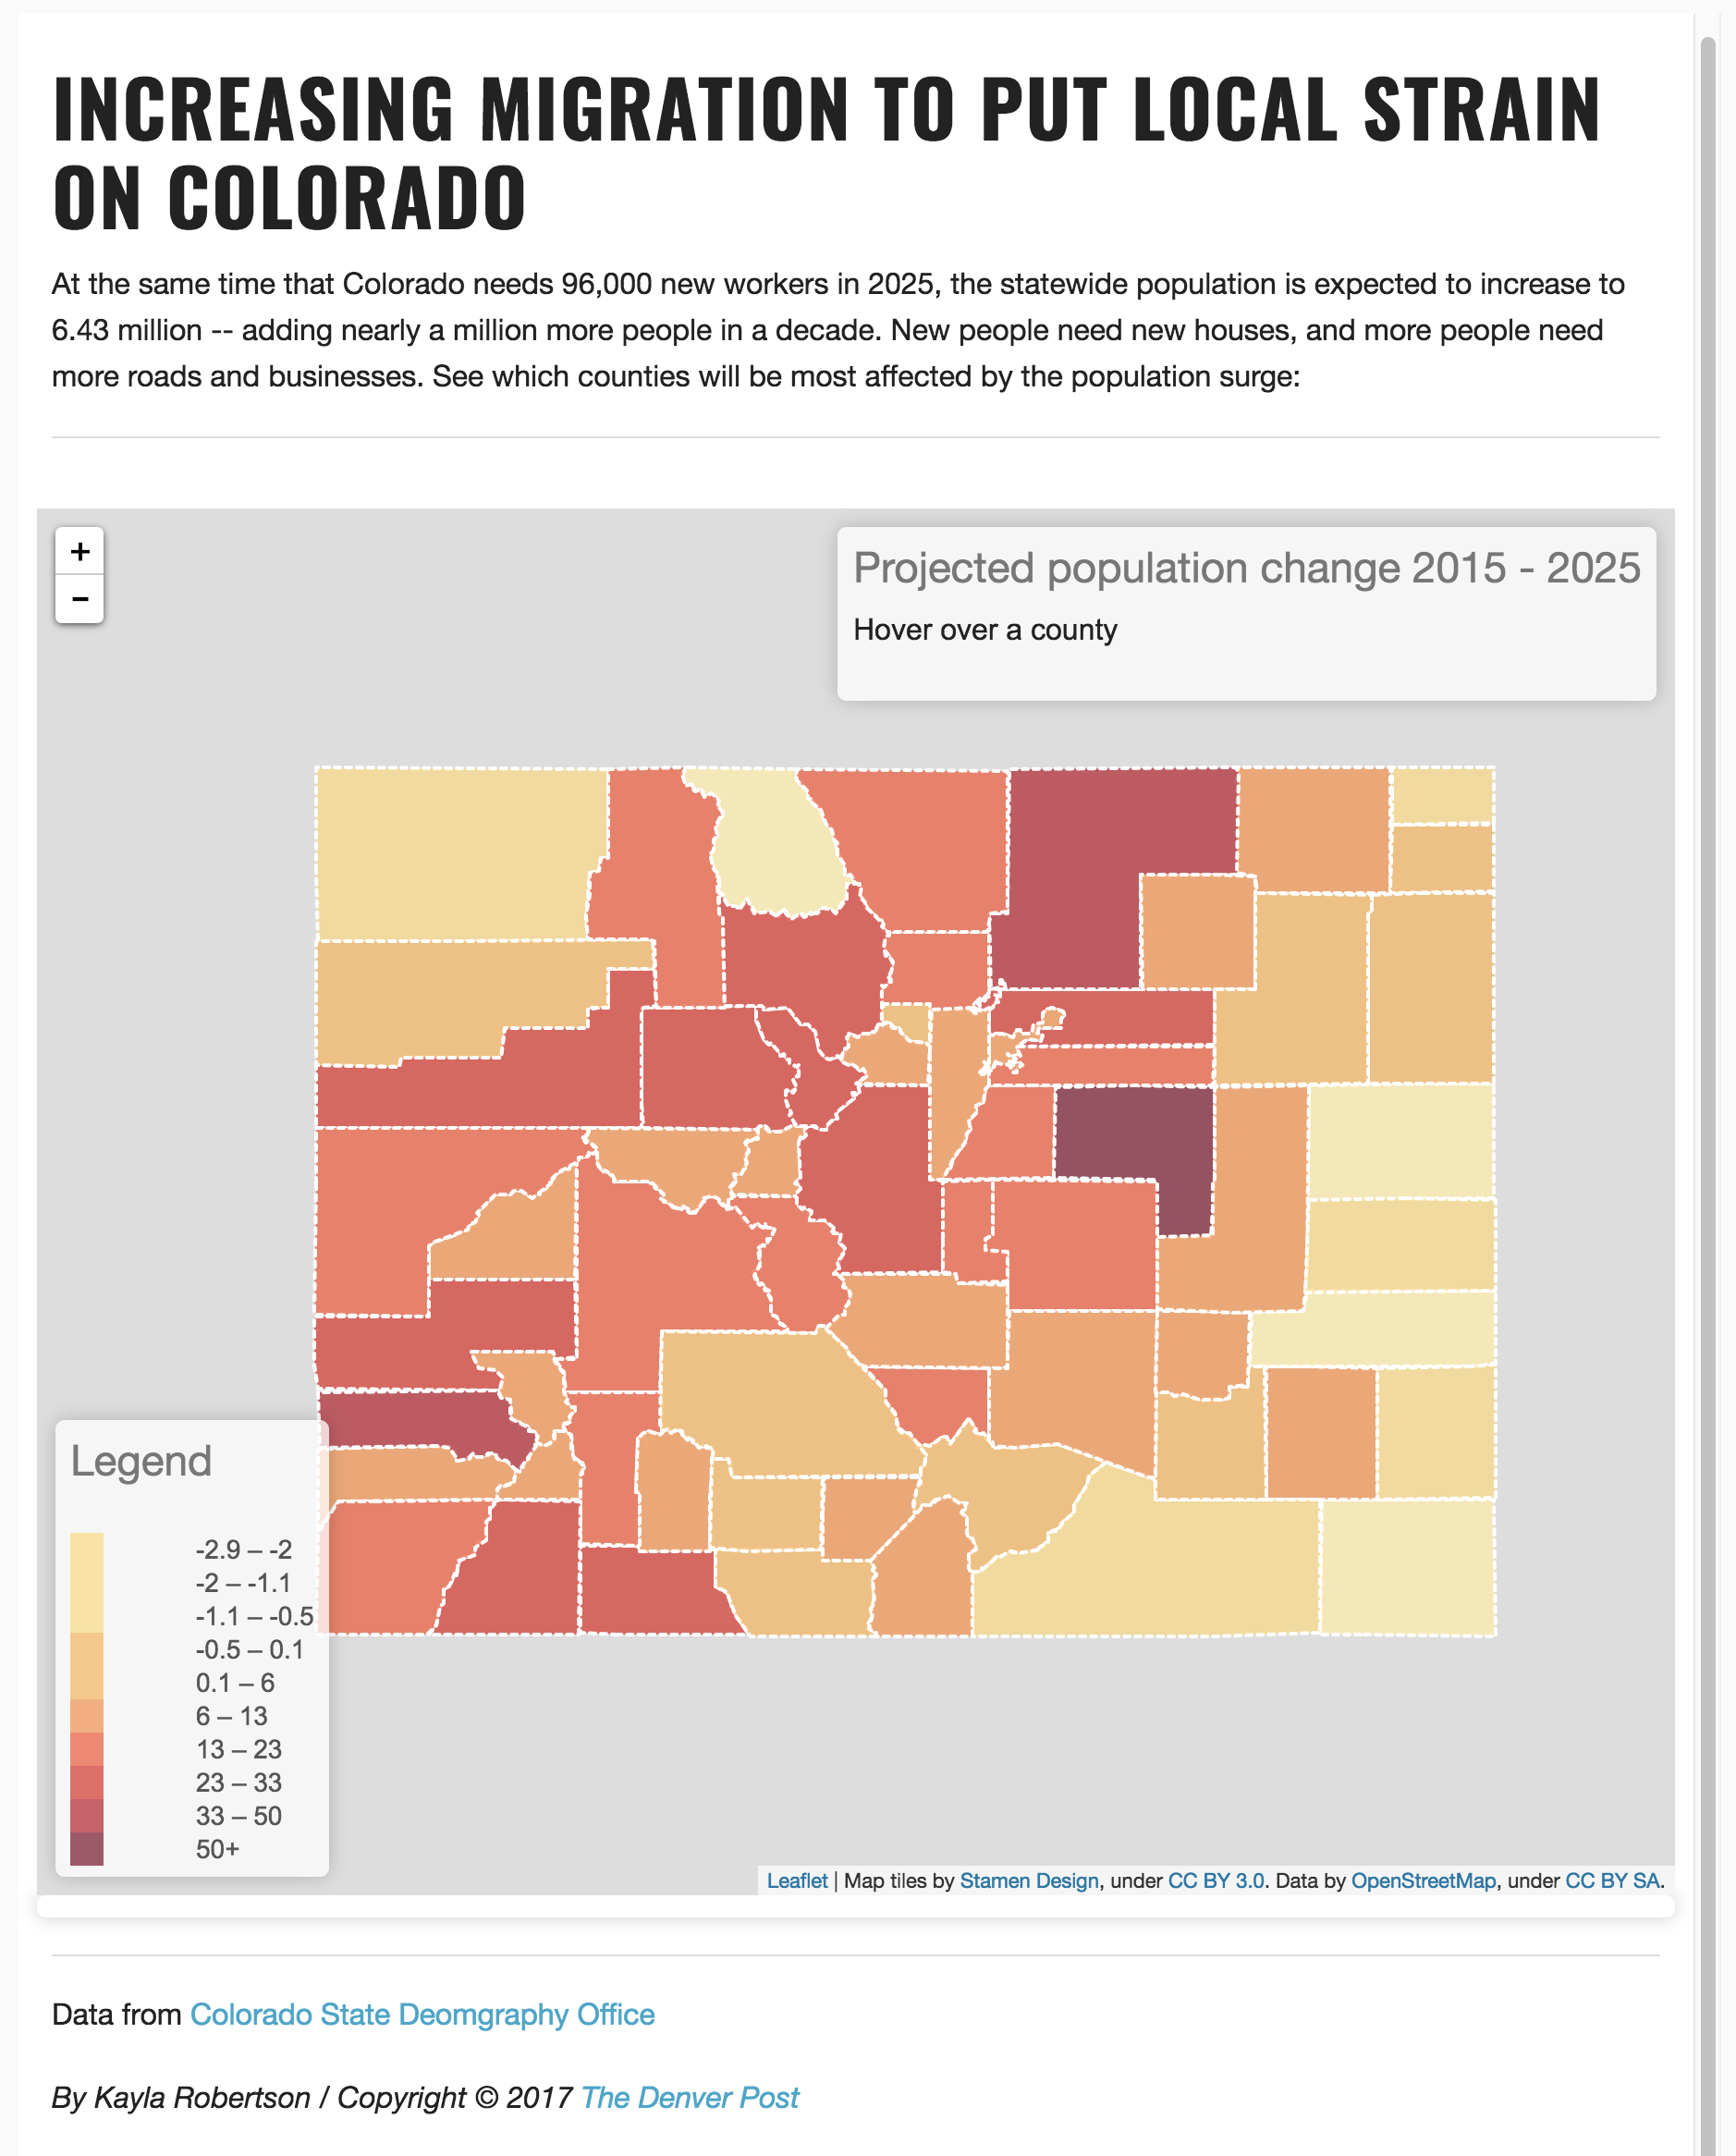 INCREASING MIGRATION TO PUT LOCAL STRAIN
ON COLORADO
At the same time that Colorado needs 96,000 new workers in 2025, the statewide population is expected to increase to
6.43 million -- adding nearly a million more people in a decade. New people need new houses, and more people need
more roads and businesses. See which counties will be most affected by the population surge:
+
−
Projected population change 2015 - 2025
Hover over a county
Legend
-2.9 – -2
-2 – -1.1
-1.1 – -0.5
-0.5 – 0.1
0.1 – 6
6 – 13
13 – 23
23 – 33
33 – 50
50+
Leaflet | Map tiles by Stamen Design, under CC BY 3.0. Data by OpenStreetMap, under CC BY SA.
Data from Colorado State Deomgraphy Office
By Kayla Robertson / Copyright © 2017 The Denver Post